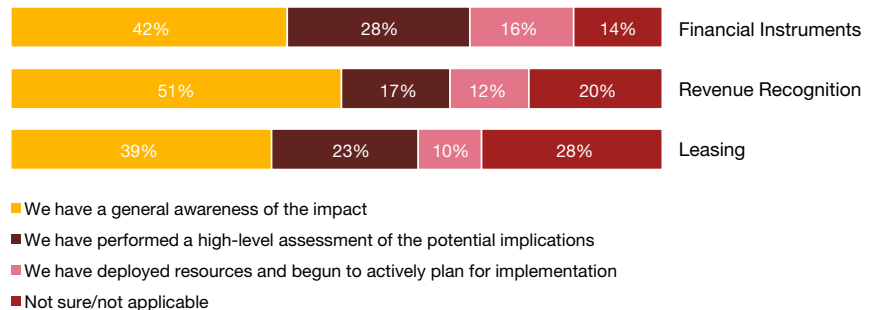 42% 28% 16% 14% Financial Instruments
51% 17% 12% 20% Revenue Recognition
39% 23% 10% 28% Leasing
We have a general awareness of the impact
We have performed a high-level assessment of the potential implications
We have deployed resources and begun to actively plan for implementation
Not sure/not applicable